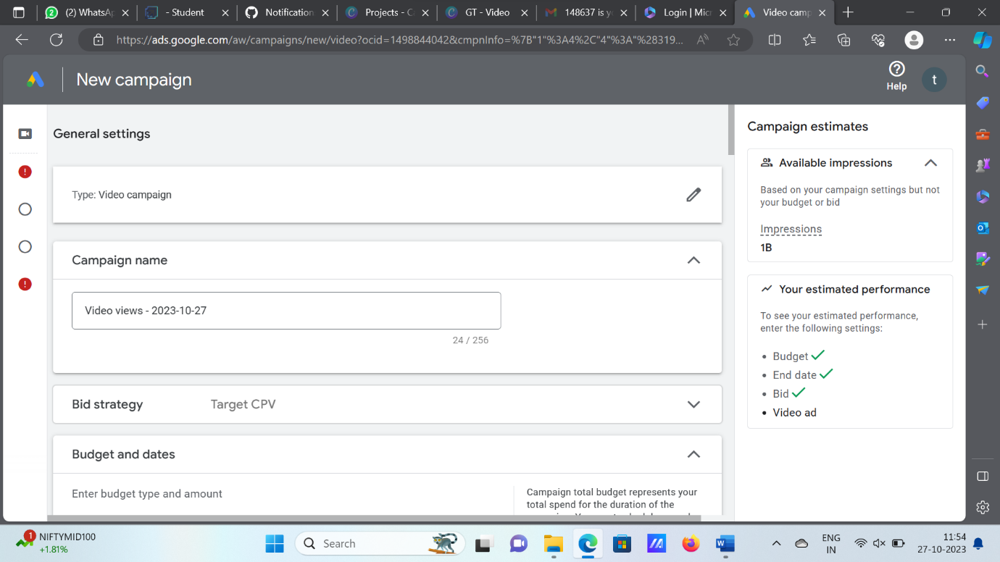 (2) WhatsA
- Student
Notification
Projects - C
GT - Video
148637 is y
Login | Micr
Video camp
https://ads.google.com/aw/campaigns/new/video?ocid=1498844042&cmpnInfo=%7B"1"%3A4%2C"4"%3A"%28319...
New campaign
Help
t
General settings
Type: Video campaign
Campaign name
Video views - 2023-10-27
24 / 256
Bid strategy
Target CPV
Budget and dates
Enter budget type and amount
Campaign total budget represents your
total spend for the duration of the
Campaign estimates
Available impressions
Based on your campaign settings but not
your budget or bid
Impressions
1B
Your estimated performance
To see your estimated performance,
enter the following settings:
• Budget
• End date
• Bid
• Video ad
1
NIFTYMID100
+1.81%
Search
ENG
IN
11:54
27-10-2023